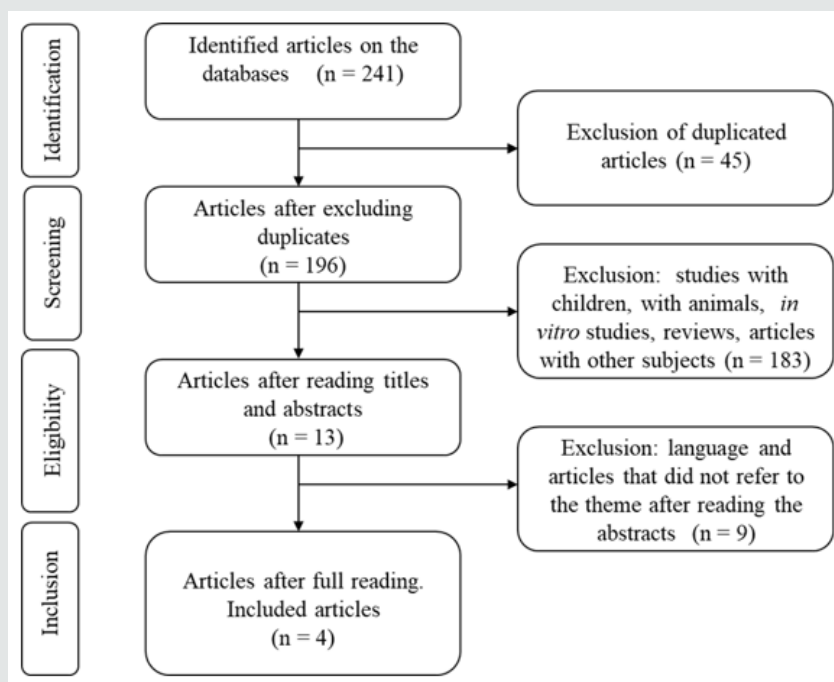 Identification
Identified articles on the
databases (n = 241)
Exclusion of duplicated
articles (n = 45)
Screening
Articles after excluding
duplicates
(n = 196)
Exclusion: studies with
children, with animals, in
vitro studies, reviews, articles
with other subjects (n = 183)
Eligibility
Articles after reading titles
and abstracts
(n = 13)
Exclusion: language and
articles that did not refer to
the theme after reading the
abstracts (n = 9)
Inclusion
Articles after full reading.
Included articles
(n = 4)